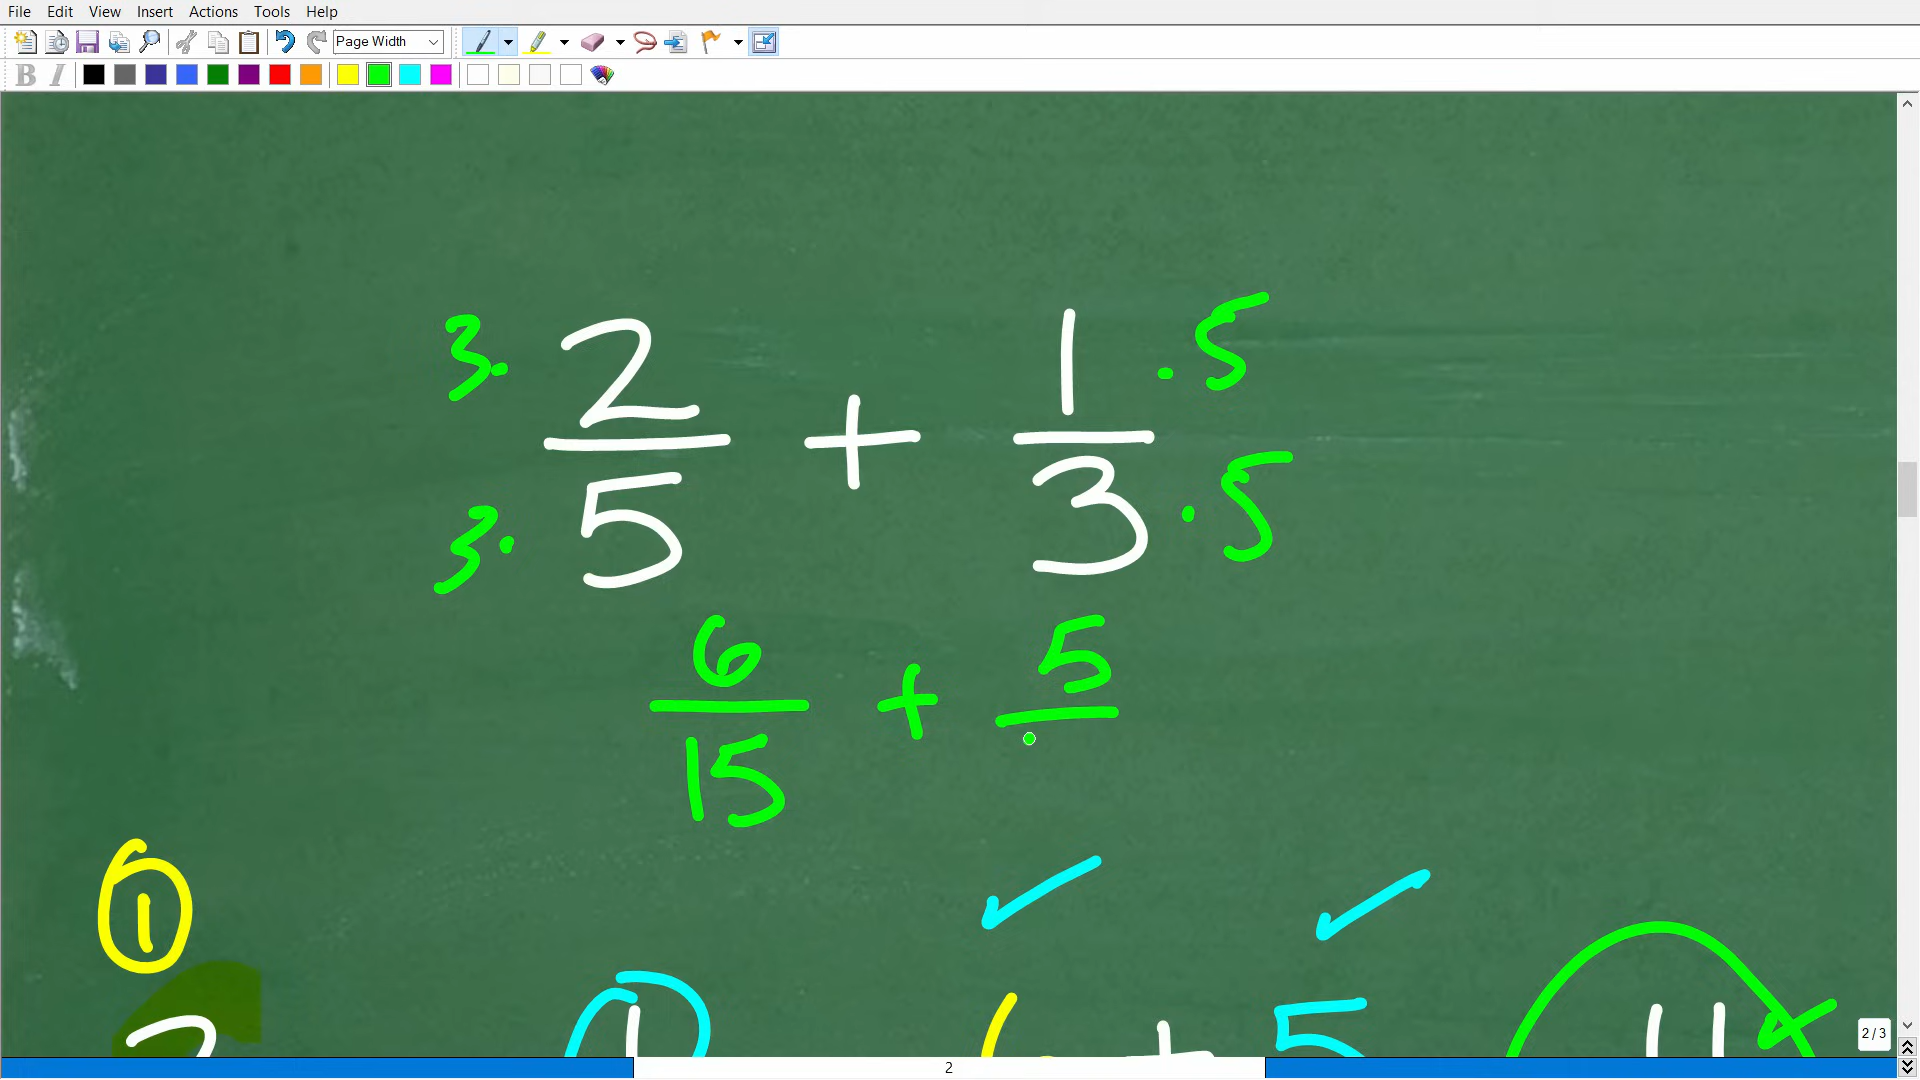 File Edit View Insert Actions Tools Help
Page Width
B I
3. 2/5 + 1/3 . 5
3. . 5
6/15 + 5/
1
2 / 3
2